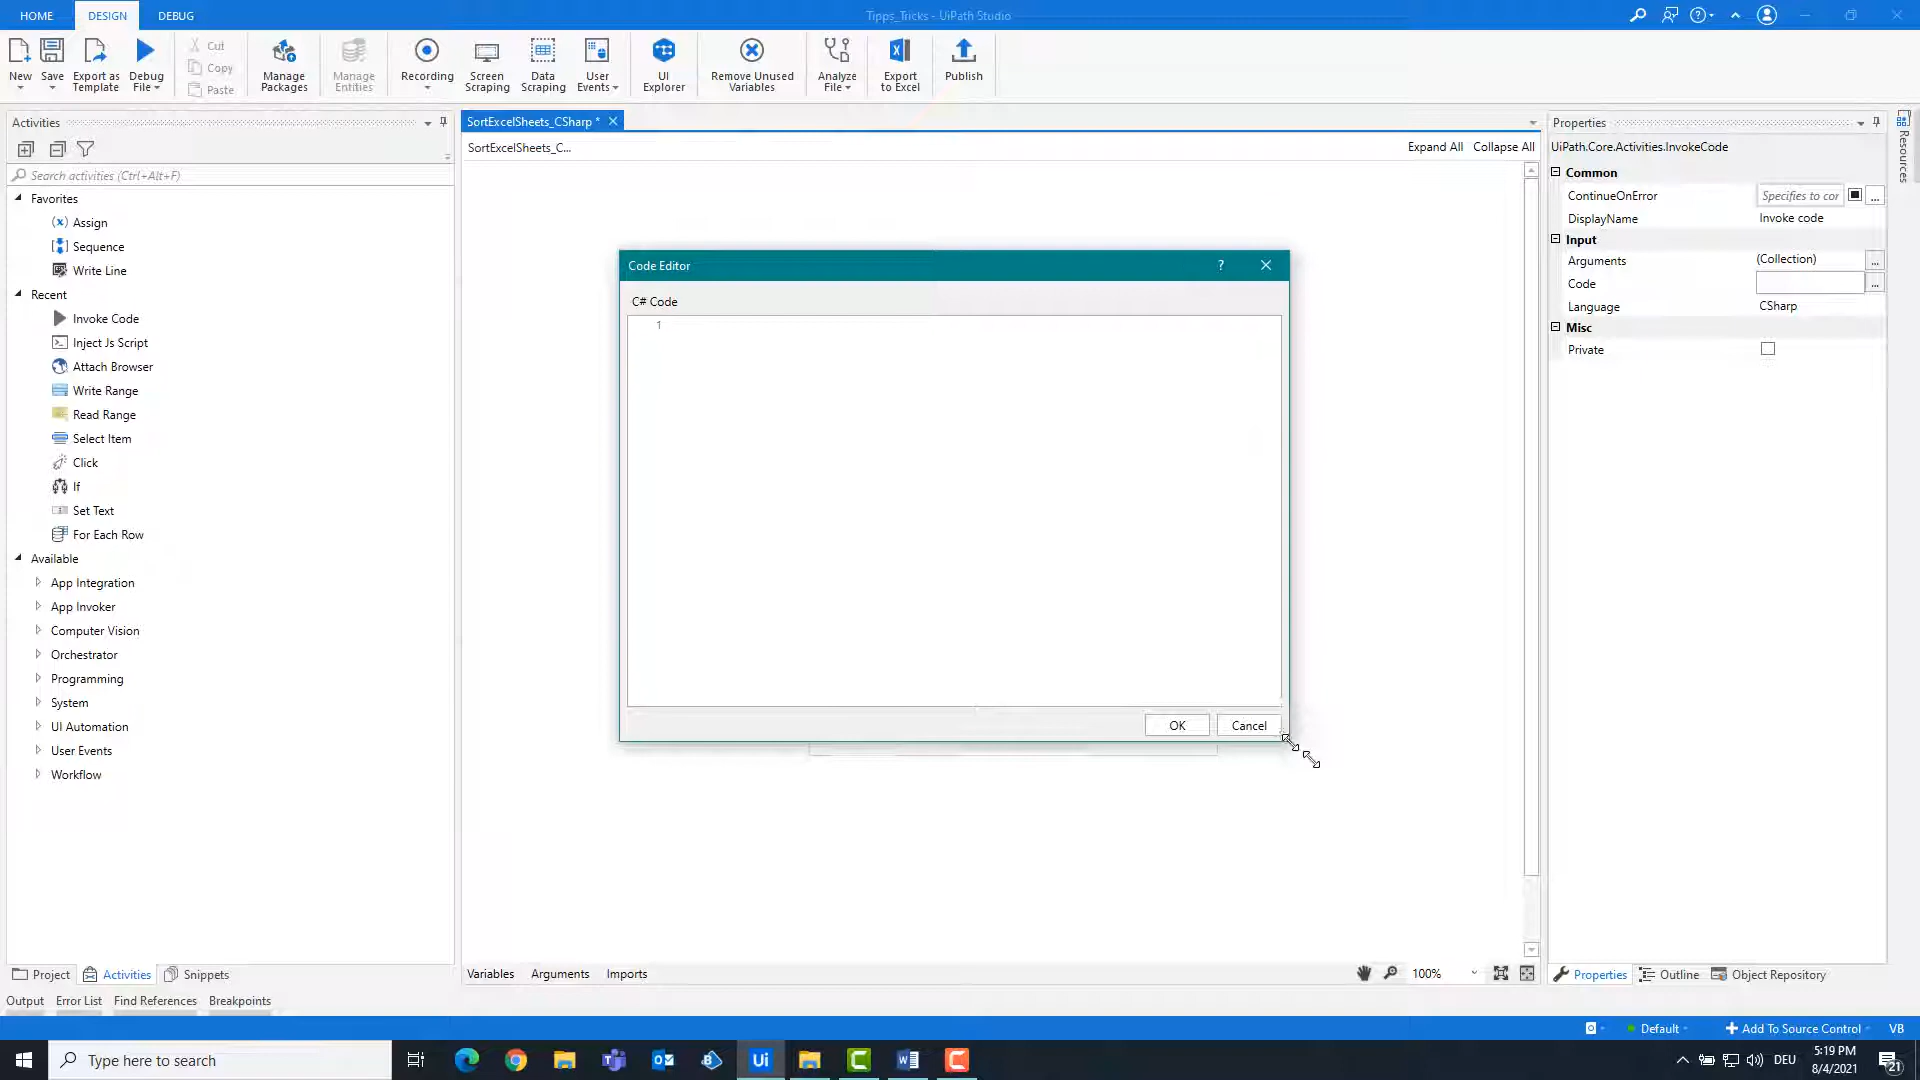 HOME DESIGN DEBUG
Tipps_Tricks - UiPath Studio
New Save Export as Template Debug File
Cut
Copy
Paste
Manage Packages
Manage Entities
Recording
Screen Scraping
Data Scraping
User Events
UI Explorer
Remove Unused Variables
Analyze File
Export to Excel
Publish
Activities
Search activities (Ctrl+Alt+F)
Favorites
Assign
Sequence
Write Line
Recent
Invoke Code
Inject Js Script
Attach Browser
Write Range
Read Range
Select Item
Click
If
Set Text
For Each Row
Available
App Integration
App Invoker
Computer Vision
Orchestrator
Programming
System
UI Automation
User Events
Workflow
Project Activities Snippets
SortExcelSheets_CSharp *
SortExcelSheets_C...
Expand All Collapse All
Code Editor
?
C# Code
1
OK Cancel
Variables Arguments Imports
100%
Properties
UiPath.Core.Activities.InvokeCode
Common
ContinueOnError Specifies to cor ...
DisplayName Invoke code
Input
Arguments (Collection) ...
Code ...
Language CSharp
Misc
Private
Properties Outline Object Repository
Resources
Output Error List Find References Breakpoints
Default Add To Source Control VB
Type here to search
Ui
DEU
5:19 PM
8/4/2021
21